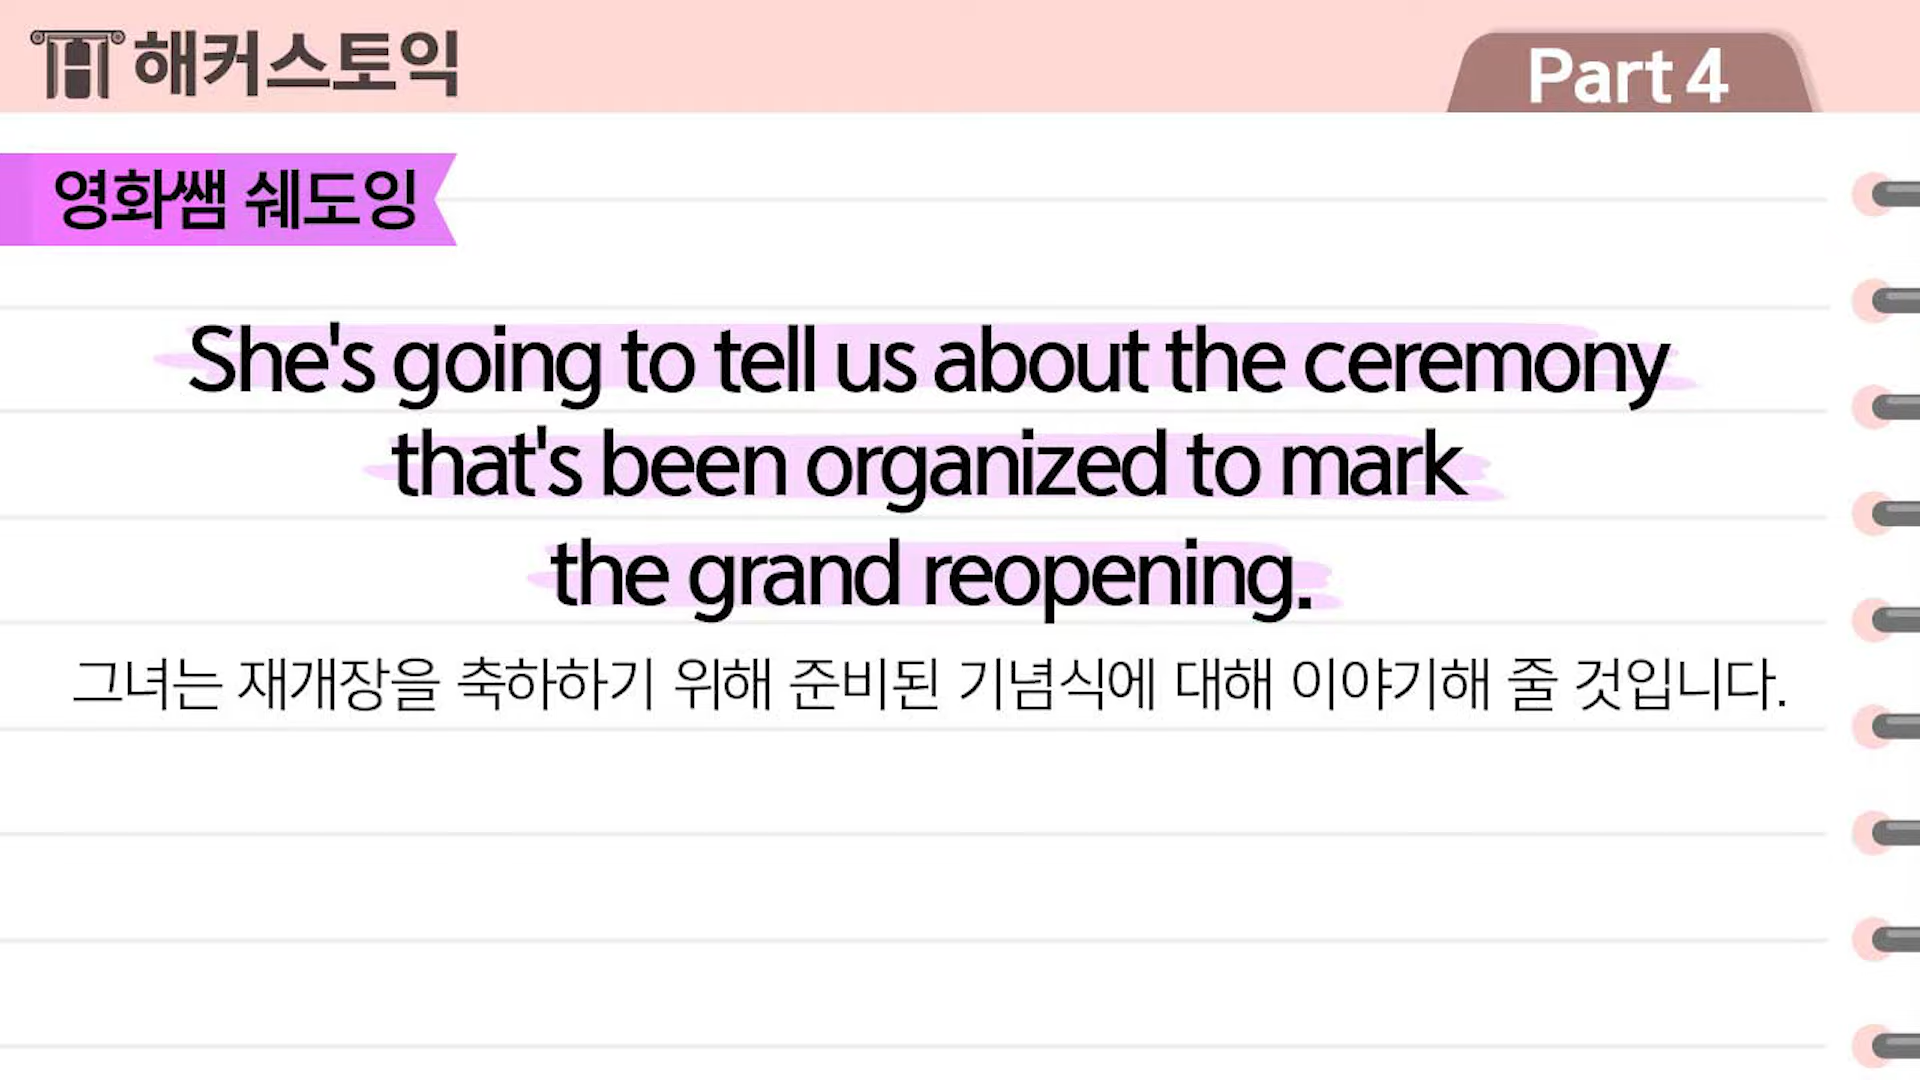 해커스토익
Part 4
영화쌤 쉐도잉
She's going to tell us about the ceremony
that's been organized to mark
the grand reopening.
그녀는 재개장을 축하하기 위해 준비된 기념식에 대해 이야기해 줄 것입니다.